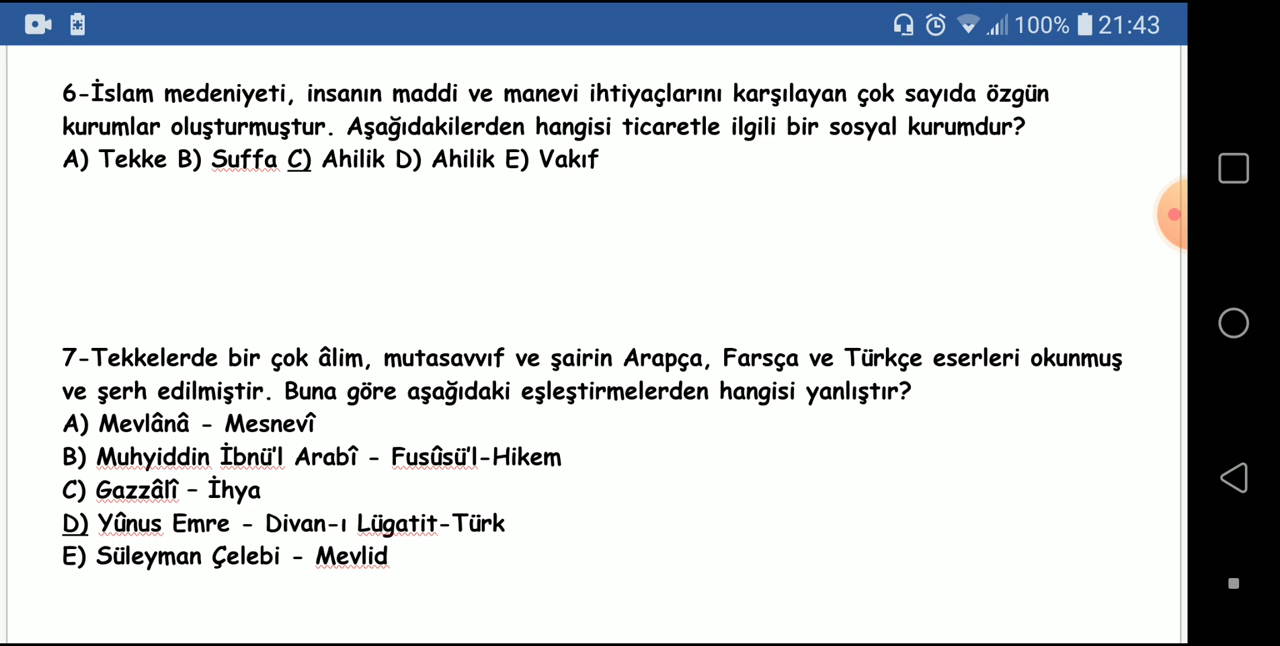 100% 21:43
6-İslam medeniyeti, insanın maddi ve manevi ihtiyaçlarını karşılayan çok sayıda özgün
kurumlar oluşturmuştur. Aşağıdakilerden hangisi ticaretle ilgili bir sosyal kurumdur?
A) Tekke B) Suffa C) Ahilik D) Ahilik E) Vakıf
7-Tekkelerde bir çok âlim, mutasavvıf ve şairin Arapça, Farsça ve Türkçe eserleri okunmuş
ve şerh edilmiştir. Buna göre aşağıdaki eşleştirmelerden hangisi yanlıştır?
A) Mevlânâ - Mesnevî
B) Muhyiddin İbnü'l Arabî - Fusûsü'l-Hikem
C) Gazzâlî - İhya
D) Yûnus Emre - Divan-ı Lügatit-Türk
E) Süleyman Çelebi - Mevlid